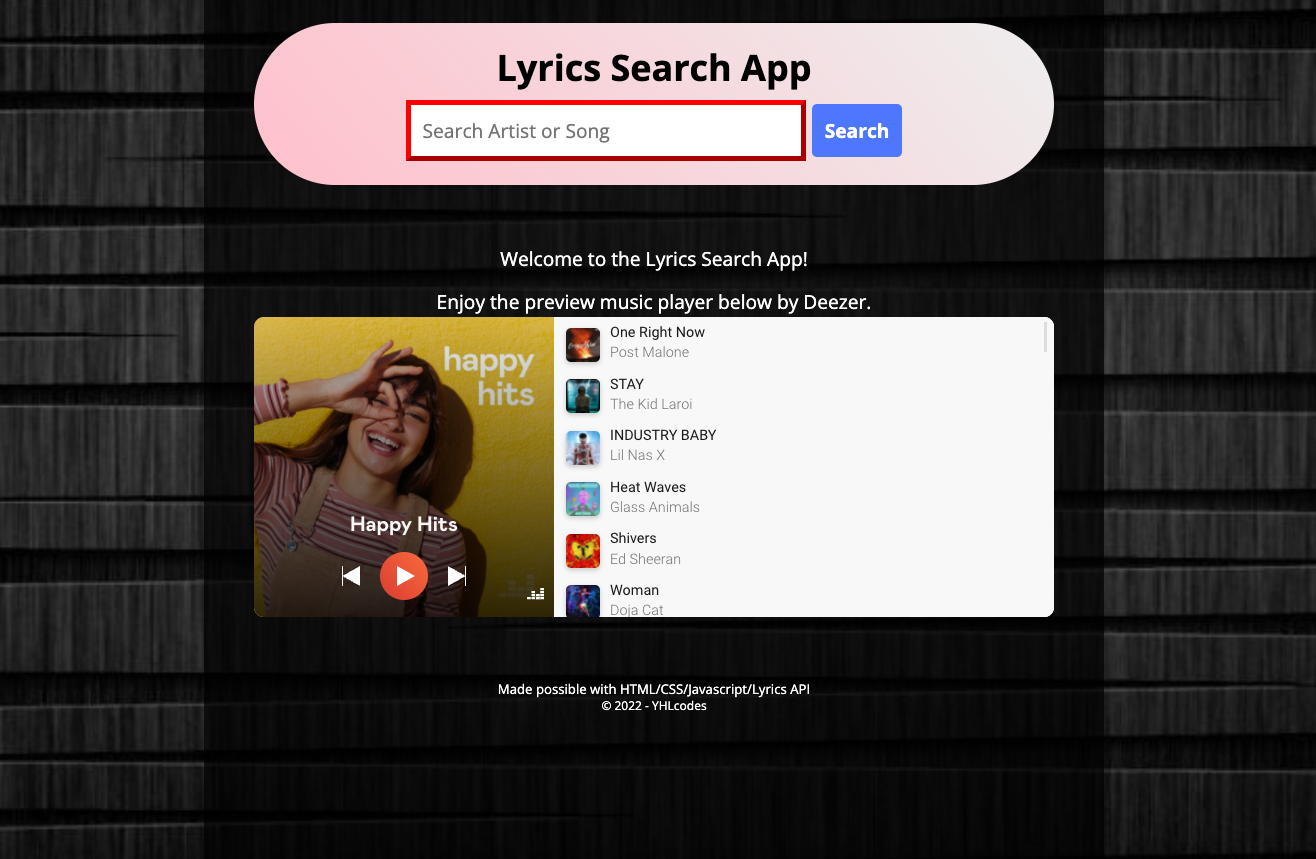 Lyrics Search App
Search Artist or Song
Search
Welcome to the Lyrics Search App!
Enjoy the preview music player below by Deezer.
happy
hits
Happy Hits
One Right Now
Post Malone
STAY
The Kid Laroi
INDUSTRY BABY
Lil Nas X
Heat Waves
Glass Animals
Shivers
Ed Sheeran
Woman
Doja Cat
Made possible with HTML/CSS/Javascript/Lyrics API
© 2022 - YHLcodes